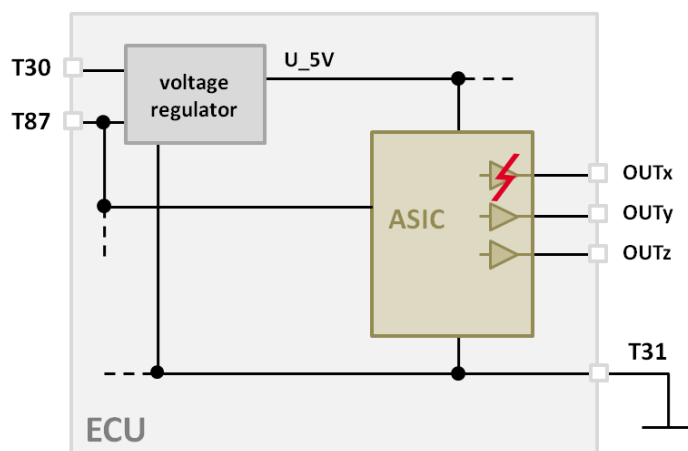 T30
voltage
regulator
U_5V
T87
OUTx
ASIC
OUTy
OUTz
T31
ECU